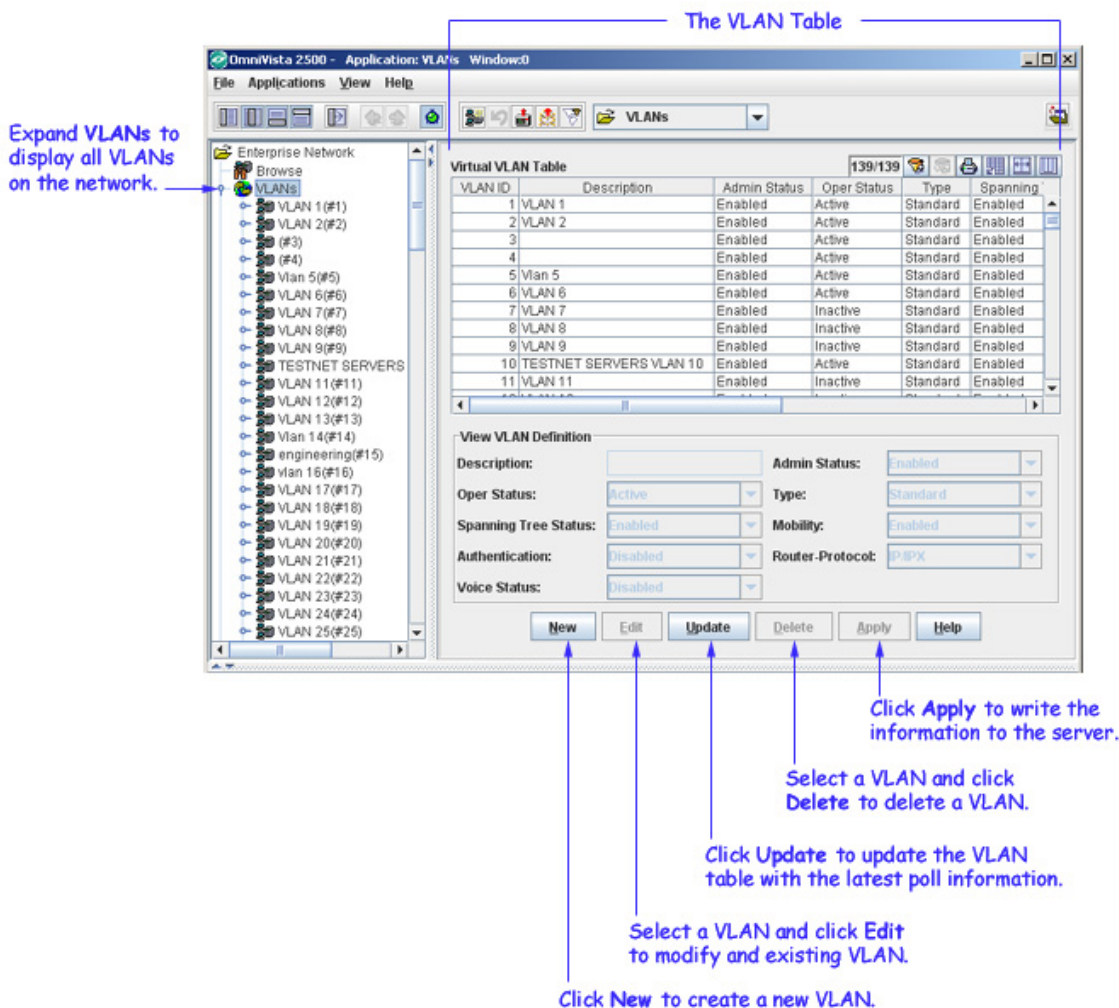 The VLAN Table
OmniVista 2500 - Application: VLANs Window:0
File Applications View Help
VLANs
Expand VLANs to
display all VLANs
on the network.
Enterprise Network
Browse
VLANs
VLAN 1(#1)
VLAN 2(#2)
(#3)
(#4)
Vlan 5(#5)
VLAN 6(#6)
VLAN 7(#7)
VLAN 8(#8)
VLAN 9(#9)
TESTNET SERVERS
VLAN 11(#11)
VLAN 12(#12)
VLAN 13(#13)
Vlan 14(#14)
engineering(#15)
vlan 16(#16)
VLAN 17(#17)
VLAN 18(#18)
VLAN 19(#19)
VLAN 20(#20)
VLAN 21(#21)
VLAN 22(#22)
VLAN 23(#23)
VLAN 24(#24)
VLAN 25(#25)
Virtual VLAN Table 139/139
VLAN ID Description Admin Status Oper Status Type Spanning
1 VLAN 1 Enabled Active Standard Enabled
2 VLAN 2 Enabled Active Standard Enabled
3 Enabled Active Standard Enabled
4 Enabled Active Standard Enabled
5 Vlan 5 Enabled Active Standard Enabled
6 VLAN 6 Enabled Active Standard Enabled
7 VLAN 7 Enabled Inactive Standard Enabled
8 VLAN 8 Enabled Inactive Standard Enabled
9 VLAN 9 Enabled Inactive Standard Enabled
10 TESTNET SERVERS VLAN 10 Enabled Active Standard Enabled
11 VLAN 11 Enabled Inactive Standard Enabled
View VLAN Definition
Description: Admin Status: Enabled
Oper Status: Active Type: Standard
Spanning Tree Status: Enabled Mobility: Enabled
Authentication: Disabled Router-Protocol: IP/IPX
Voice Status: Disabled
New Edit Update Delete Apply Help
Click Apply to write the
information to the server.
Select a VLAN and click
Delete to delete a VLAN.
Click Update to update the VLAN
table with the latest poll information.
Select a VLAN and click Edit
to modify and existing VLAN.
Click New to create a new VLAN.